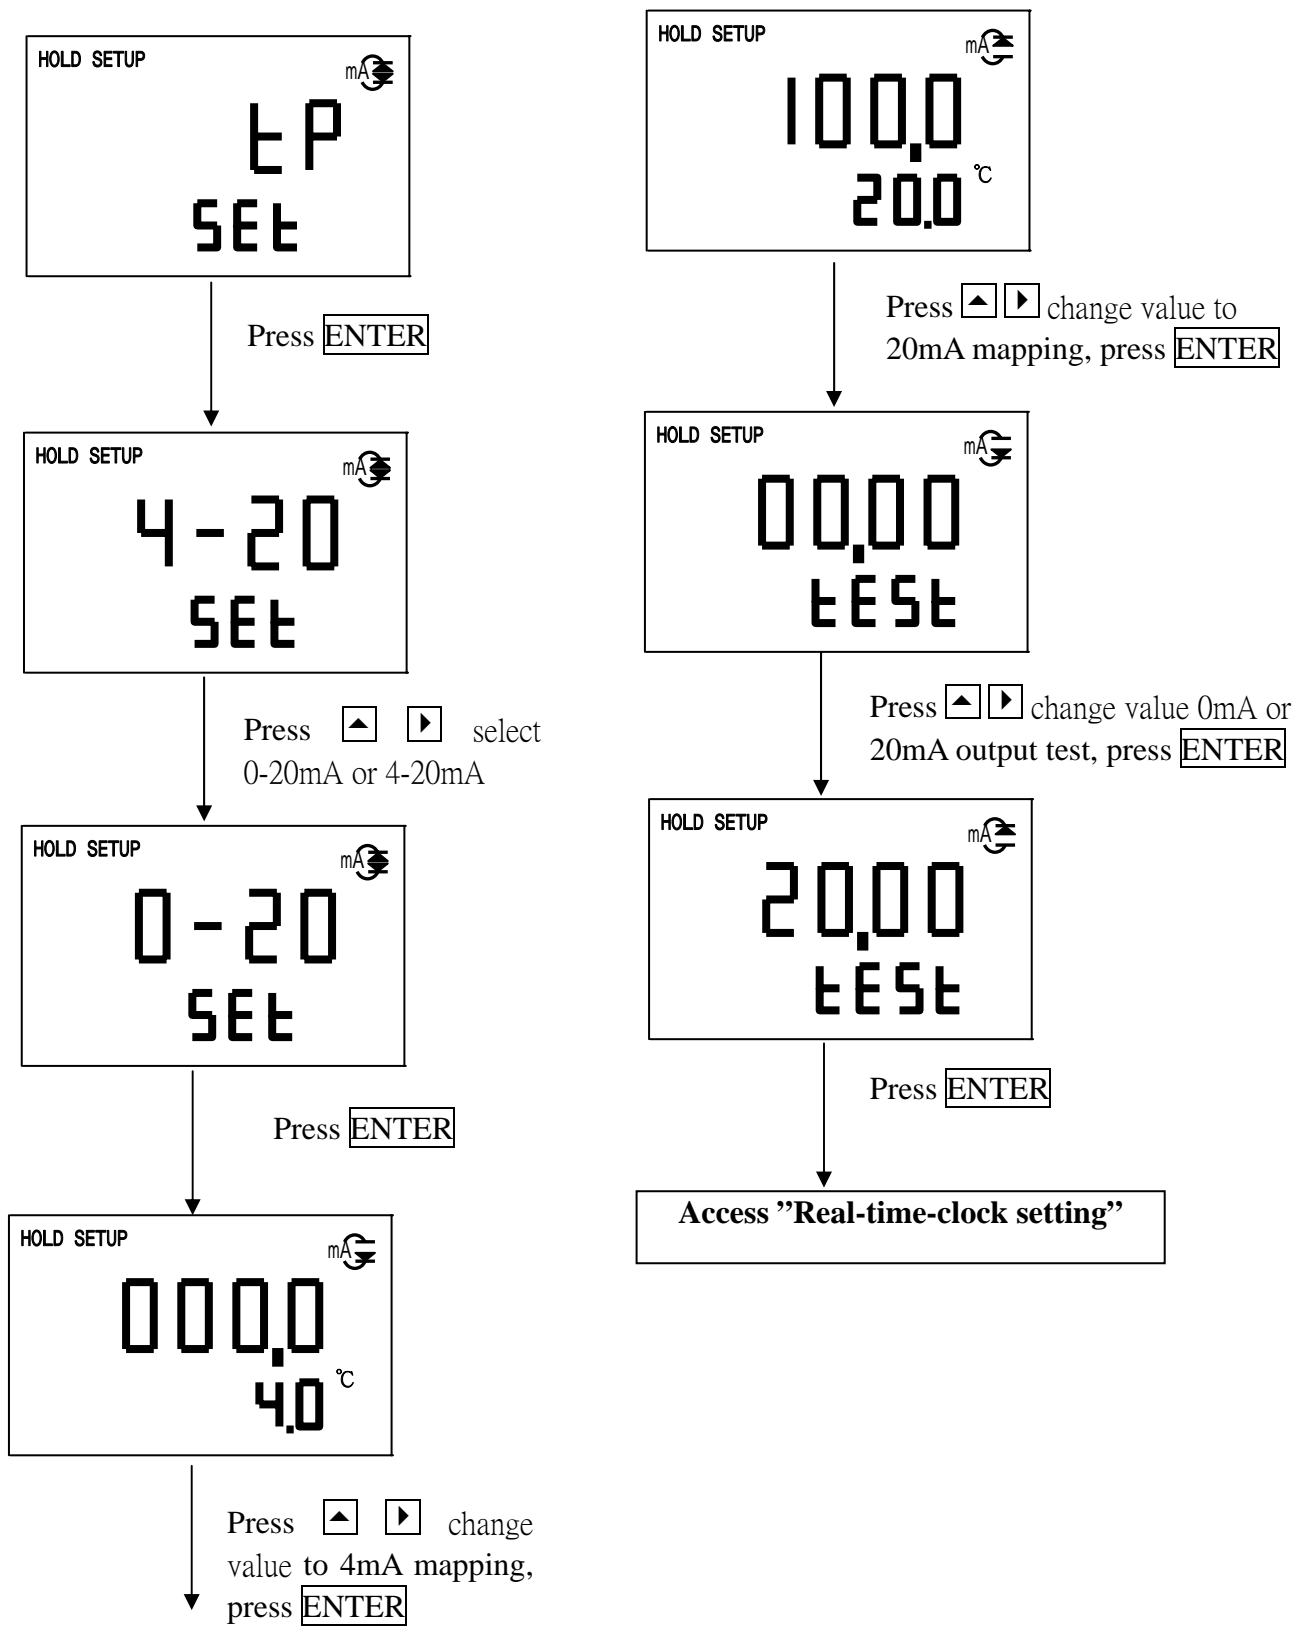 HOLD SETUP
mA
tP
SEt
Press ENTER
HOLD SETUP
mA
4-20
SEt
Press select
0-20mA or 4-20mA
HOLD SETUP
mA
0-20
SEt
Press ENTER
HOLD SETUP
mA
000.0
4.0 ℃
Press change
value to 4mA mapping,
press ENTER
HOLD SETUP
mA
100.0
20.0 ℃
Press change value to
20mA mapping, press ENTER
HOLD SETUP
mA
00.00
tESt
Press change value 0mA or
20mA output test, press ENTER
HOLD SETUP
mA
20.00
tESt
Press ENTER
Access ”Real-time-clock setting”